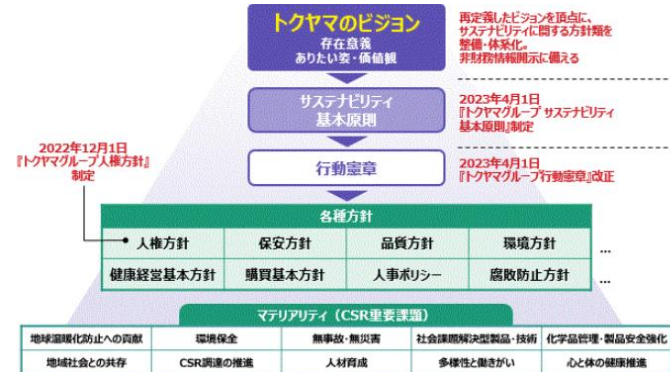 トクヤマのビジョン
存在意義
ありたい姿・価値観
再定義したビジョンを頂点に、
サステナビリティに関する方針類を
整備・体系化。
非財務情報開示に備える
サステナビリティ
基本原則
2023年4月1日
『トクヤマグループ サステナビリティ
基本原則』制定
2022年12月1日
『トクヤマグループ人権方針』
制定
行動憲章
2023年4月1日
『トクヤマグループ行動憲章』改正
各種方針
人権方針 保安方針 品質方針 環境方針 ...
健康経営基本方針 購買基本方針 人事ポリシー 腐敗防止方針 ...
マテリアリティ（CSR重要課題）
地球温暖化防止への貢献 環境保全 無事故・無災害 社会課題解決型製品・技術 化学品管理・製品安全強化
地域社会との共存 CSR調達の推進 人材育成 多様性と働きがい 心と体の健康推進